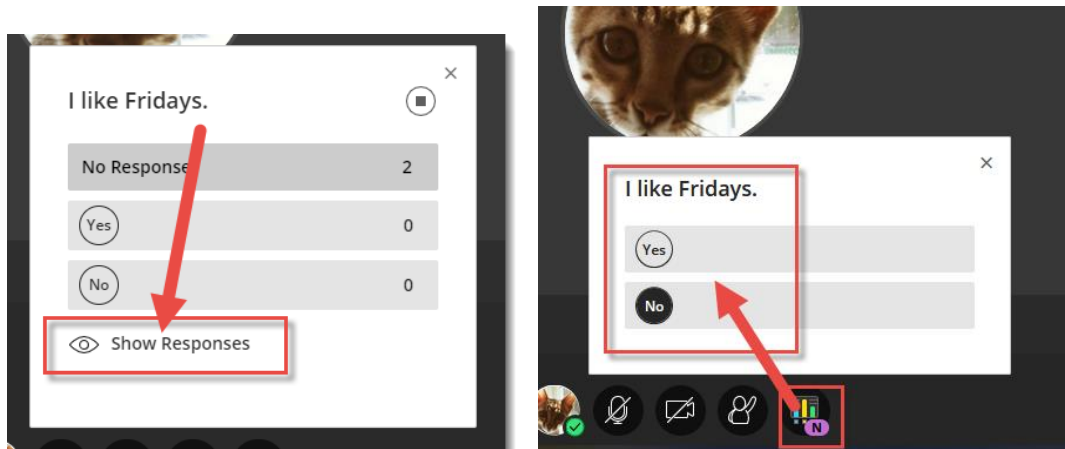 I like Fridays.
No Response 2
Yes 0
No 0
Show Responses
I like Fridays.
Yes
No
N